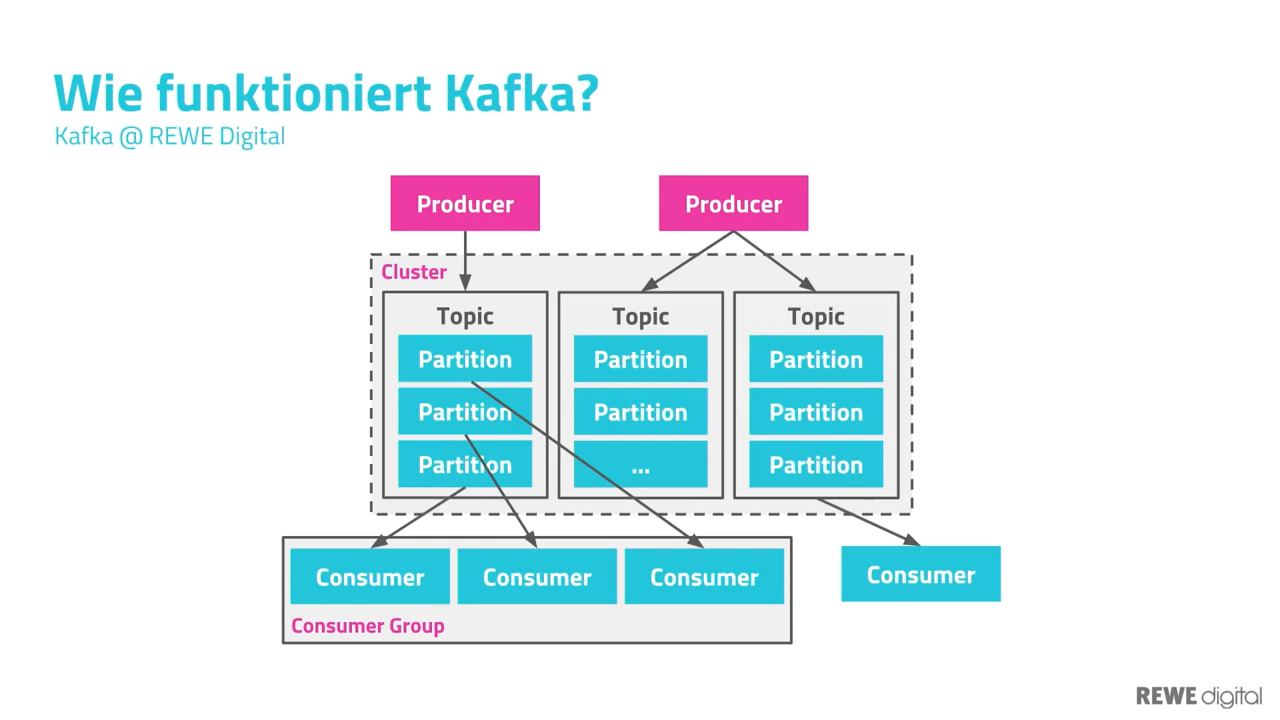 Wie funktioniert Kafka?
Kafka @ REWE Digital
Producer
Producer
Cluster
Topic
Partition
Partition
Partition
Topic
Partition
Partition
...
Topic
Partition
Partition
Partition
Consumer
Consumer
Consumer
Consumer Group
Consumer
REWE digital